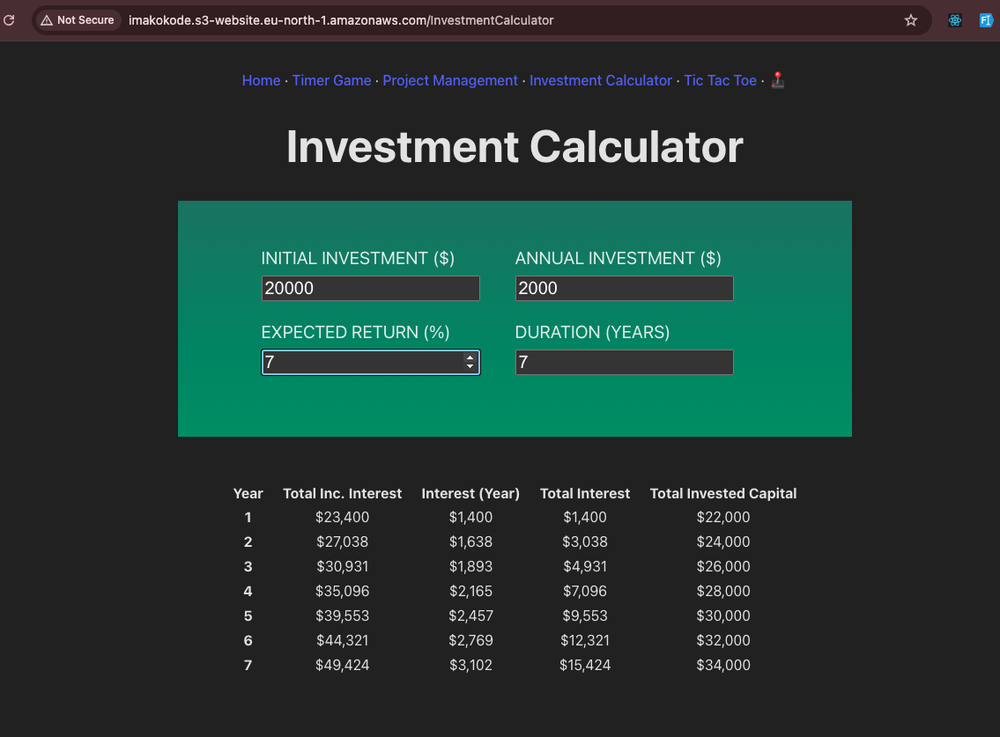 Not Secure imakokode.s3-website.eu-north-1.amazonaws.com/InvestmentCalculator
Home · Timer Game · Project Management · Investment Calculator · Tic Tac Toe · 🕹️
Investment Calculator
INITIAL INVESTMENT ($) ANNUAL INVESTMENT ($)
20000 2000
EXPECTED RETURN (%) DURATION (YEARS)
7 7
Year Total Inc. Interest Interest (Year) Total Interest Total Invested Capital
1 $23,400 $1,400 $1,400 $22,000
2 $27,038 $1,638 $3,038 $24,000
3 $30,931 $1,893 $4,931 $26,000
4 $35,096 $2,165 $7,096 $28,000
5 $39,553 $2,457 $9,553 $30,000
6 $44,321 $2,769 $12,321 $32,000
7 $49,424 $3,102 $15,424 $34,000